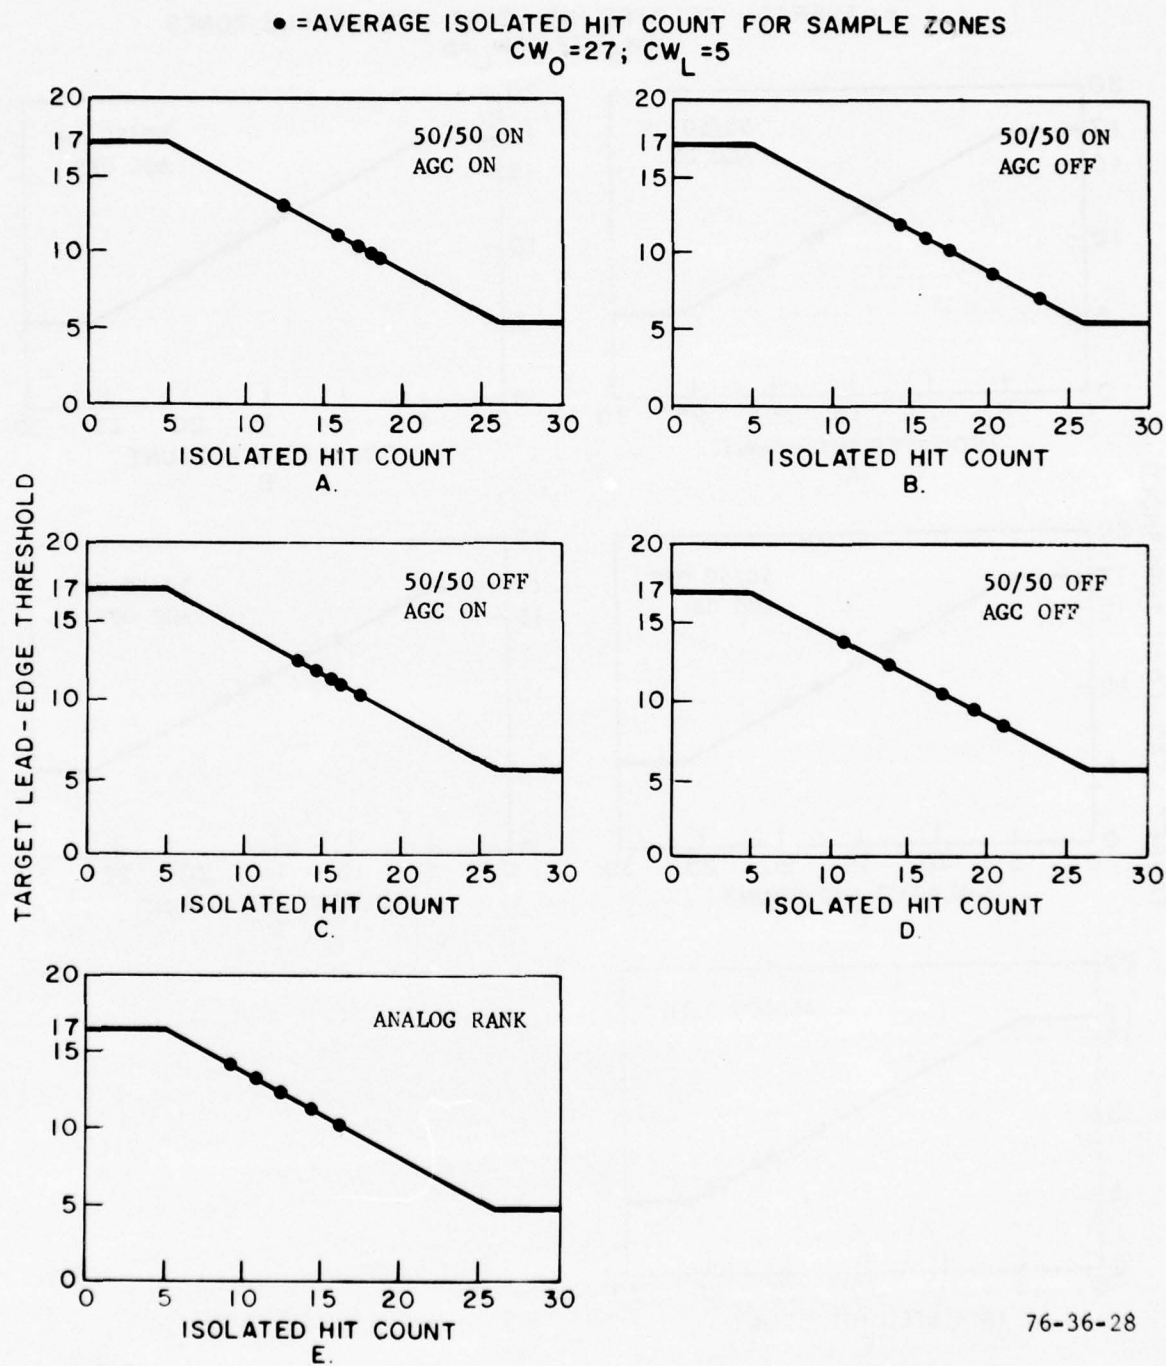 ● = AVERAGE ISOLATED HIT COUNT FOR SAMPLE ZONES
CW_O = 27; CW_L = 5
TARGET LEAD-EDGE THRESHOLD
20
17
15
10
5
0
50/50 ON
AGC ON
0 5 10 15 20 25 30
ISOLATED HIT COUNT
A.
20
17
15
10
5
0
50/50 ON
AGC OFF
0 5 10 15 20 25 30
ISOLATED HIT COUNT
B.
20
17
15
10
5
0
50/50 OFF
AGC ON
0 5 10 15 20 25 30
ISOLATED HIT COUNT
C.
20
17
15
10
5
0
50/50 OFF
AGC OFF
0 5 10 15 20 25 30
ISOLATED HIT COUNT
D.
20
17
15
10
5
0
ANALOG RANK
0 5 10 15 20 25 30
ISOLATED HIT COUNT
E.
76-36-28